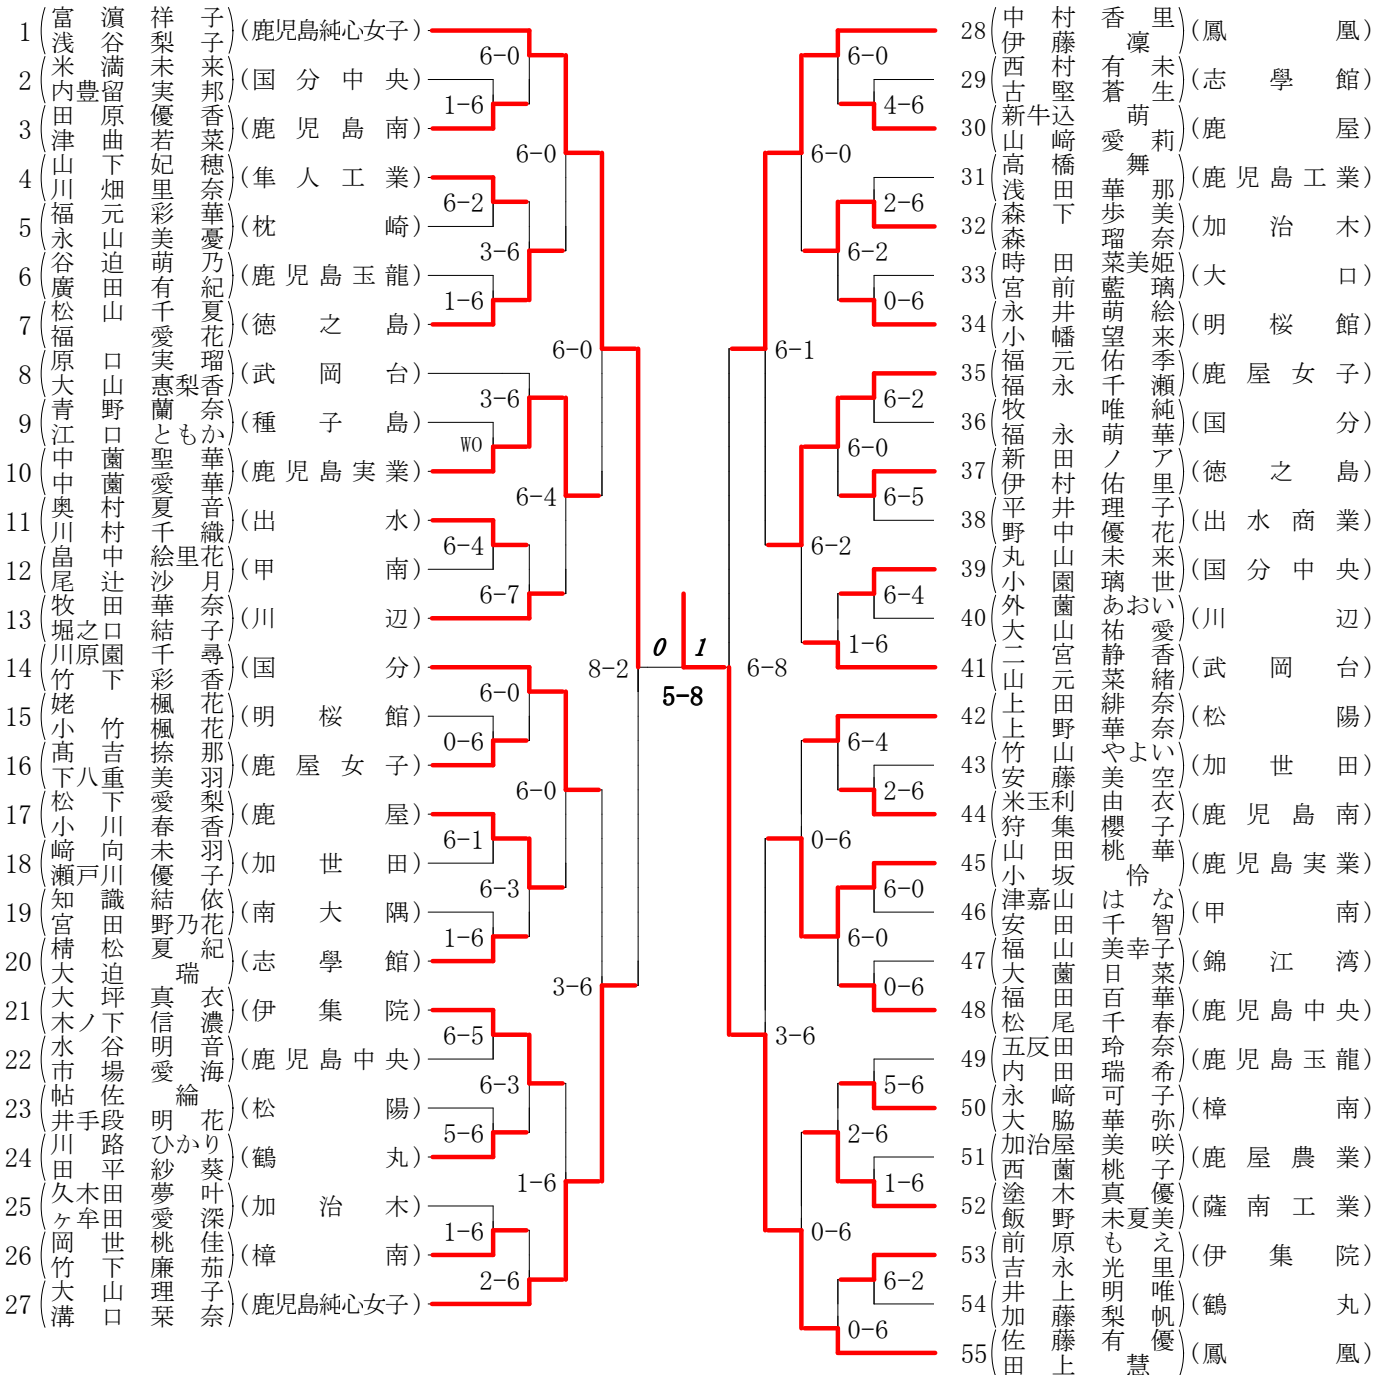 1 富濵祥子 浅谷梨子 (鹿児島純心女子)
2 米満未来 内豊留実邦 (国分中央)
3 田原優香 津曲若菜 (鹿児島南)
4 山下妃穂 川畑里奈 (隼人工業)
5 福元彩華 永山美憂 (枕崎)
6 谷迫萌乃 廣田有紀 (鹿児島玉龍)
7 松山千夏 福愛花 (徳之島)
8 原口実瑠 大山惠梨香 (武岡台)
9 青野蘭奈 江口ともか (種子島)
10 中薗聖華 中薗愛華 (鹿児島実業)
11 奥村夏音 川村千織 (出水)
12 畠中絵里花 尾辻沙月 (甲南)
13 牧田華奈 堀之口結子 (川辺)
14 川原園千尋 竹下彩香 (国分)
15 姥楓花 小竹楓花 (明桜館)
16 髙吉捺那 下八重美羽 (鹿屋女子)
17 松下愛梨 小川春香 (鹿屋)
18 﨑向未羽 瀬戸川優子 (加世田)
19 知識結依 宮田野乃花 (南大隅)
20 楮松夏紀 大迫瑞 (志學館)
21 大坪真衣 木ノ下信濃 (伊集院)
22 水谷明音 市場愛海 (鹿児島中央)
23 帖佐綸 井手段明花 (松陽)
24 川路ひかり 田平紗葵 (鶴丸)
25 久木田夢叶 ヶ牟田愛深 (加治木)
26 岡世桃佳 竹下廉茄 (樟南)
27 大山理子 溝口栞奈 (鹿児島純心女子)
6-0
1-6
6-0
6-2
3-6
1-6
6-0
3-6
WO
6-4
6-4
6-7
8-2
6-0
0-6
6-0
6-1
6-3
1-6
3-6
6-5
6-3
5-6
1-6
1-6
2-6
0 1
5-8
6-0
4-6
6-0
2-6
6-2
0-6
6-1
6-2
6-0
6-5
6-2
6-4
1-6
6-8
6-4
2-6
0-6
6-0
6-0
0-6
3-6
5-6
2-6
1-6
0-6
6-2
0-6
28 中村香里 伊藤凜 (鳳凰)
29 西村有未 古堅蒼生 (志學館)
30 新牛込萌 山﨑愛莉 (鹿屋)
31 高橋舞 浅田華那 (鹿児島工業)
32 森下歩美 森瑠奈 (加治木)
33 時田菜美姫 宮前藍璃 (大口)
34 永井萌絵 小幡望来 (明桜館)
35 福元佑季 福永千瀬 (鹿屋女子)
36 牧唯純 福永萌華 (国分)
37 新田ノア 伊村佑里 (徳之島)
38 平井理子 野中優花 (出水商業)
39 丸山未来 小園璃世 (国分中央)
40 外薗あおい 大山祐愛 (川辺)
41 二宮静香 山元菜緒 (武岡台)
42 上田緋奈 上野華奈 (松陽)
43 竹山やよい 安藤美空 (加世田)
44 米玉利由衣 狩集櫻子 (鹿児島南)
45 山田桃華 小坂怜 (鹿児島実業)
46 津嘉山はな 安田千智 (甲南)
47 福山美幸子 大薗日菜 (錦江湾)
48 福田百華 松尾千春 (鹿児島中央)
49 五反田玲奈 内田瑞希 (鹿児島玉龍)
50 永﨑可子 大脇華弥 (樟南)
51 加治屋美咲 西薗桃子 (鹿屋農業)
52 塗木真優 飯野未夏美 (薩南工業)
53 前原もえ 吉永光里 (伊集院)
54 井上明唯 加藤梨帆 (鶴丸)
55 佐藤有優 田上慧 (鳳凰)